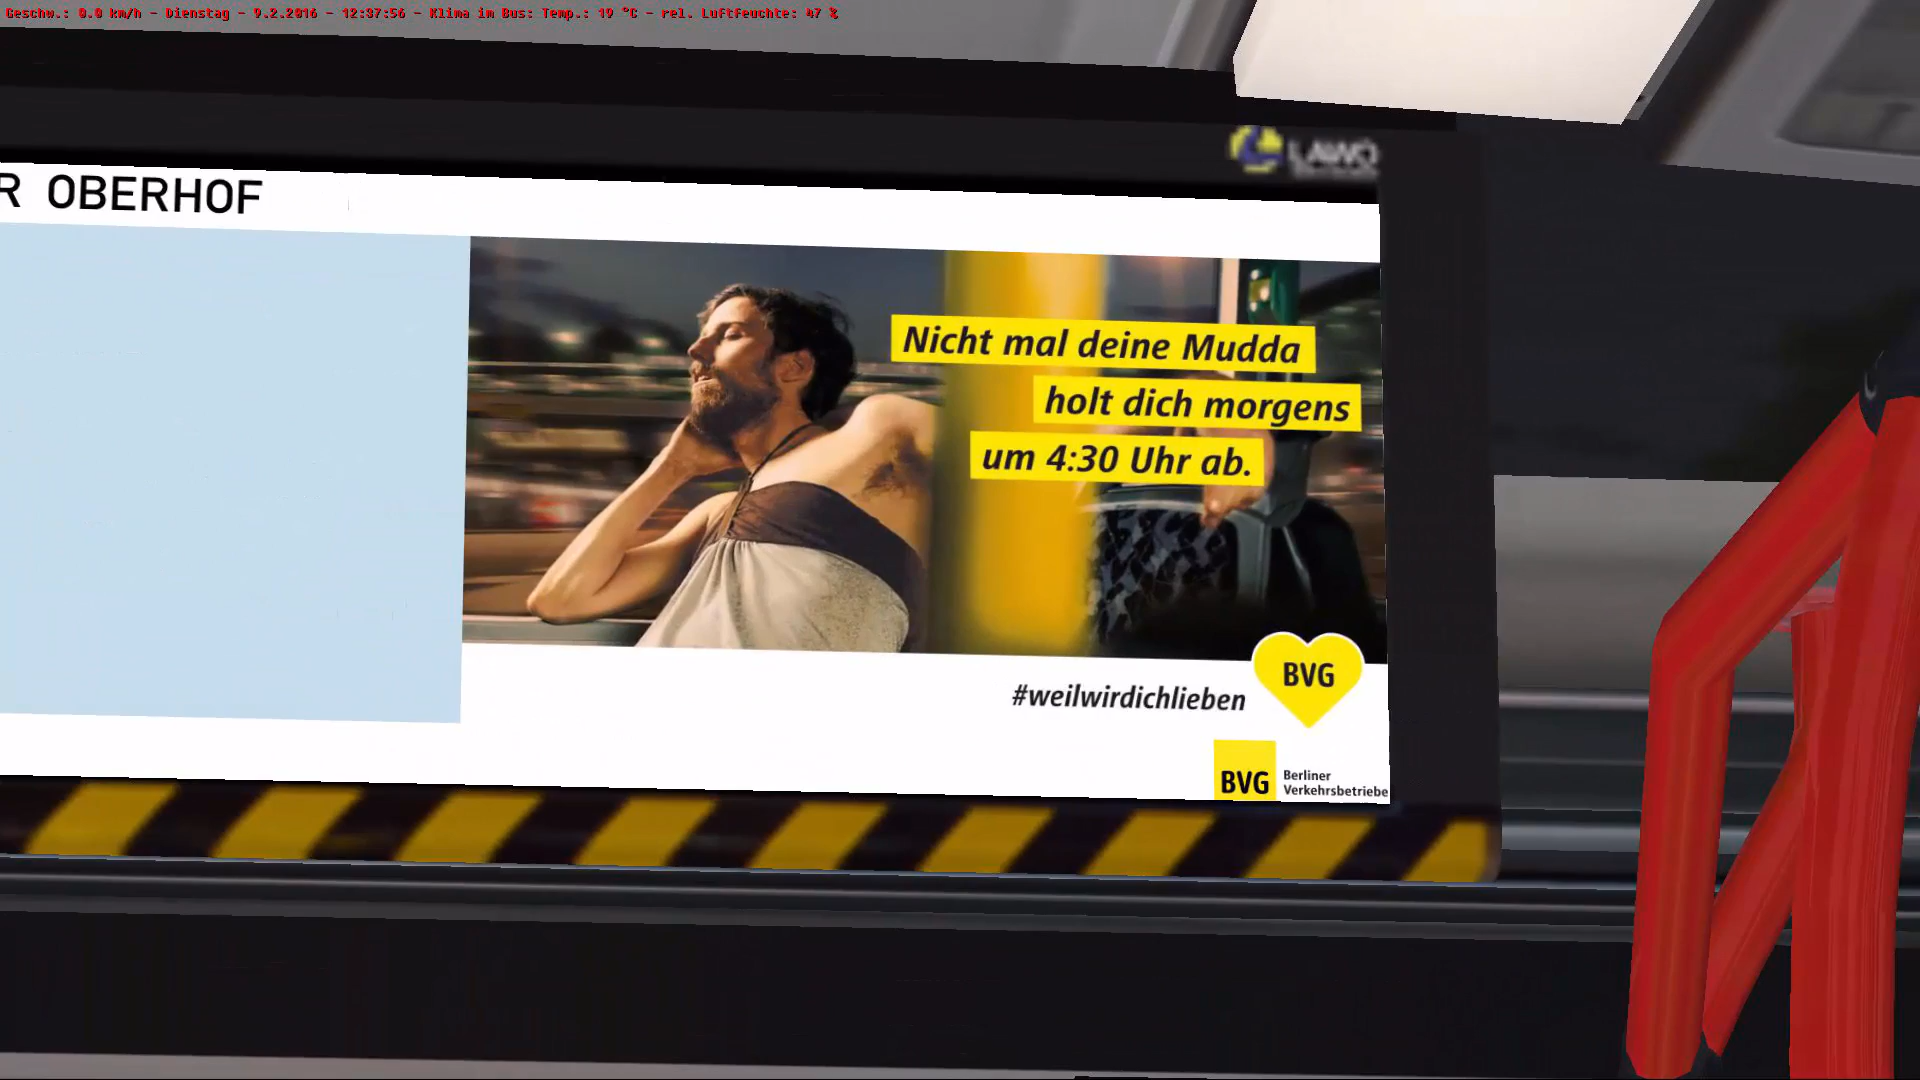 Geschw.: 0.0 km/h - Dienstag - 9.2.2016 - 12:37:56 - Klima im Bus: Temp.: 19 °C - rel. Luftfeuchte: 47 %
LAWO
R OBERHOF
Nicht mal deine Mudda
holt dich morgens
um 4:30 Uhr ab.
#weilwirdichlieben
BVG
BVG
Berliner
Verkehrsbetriebe